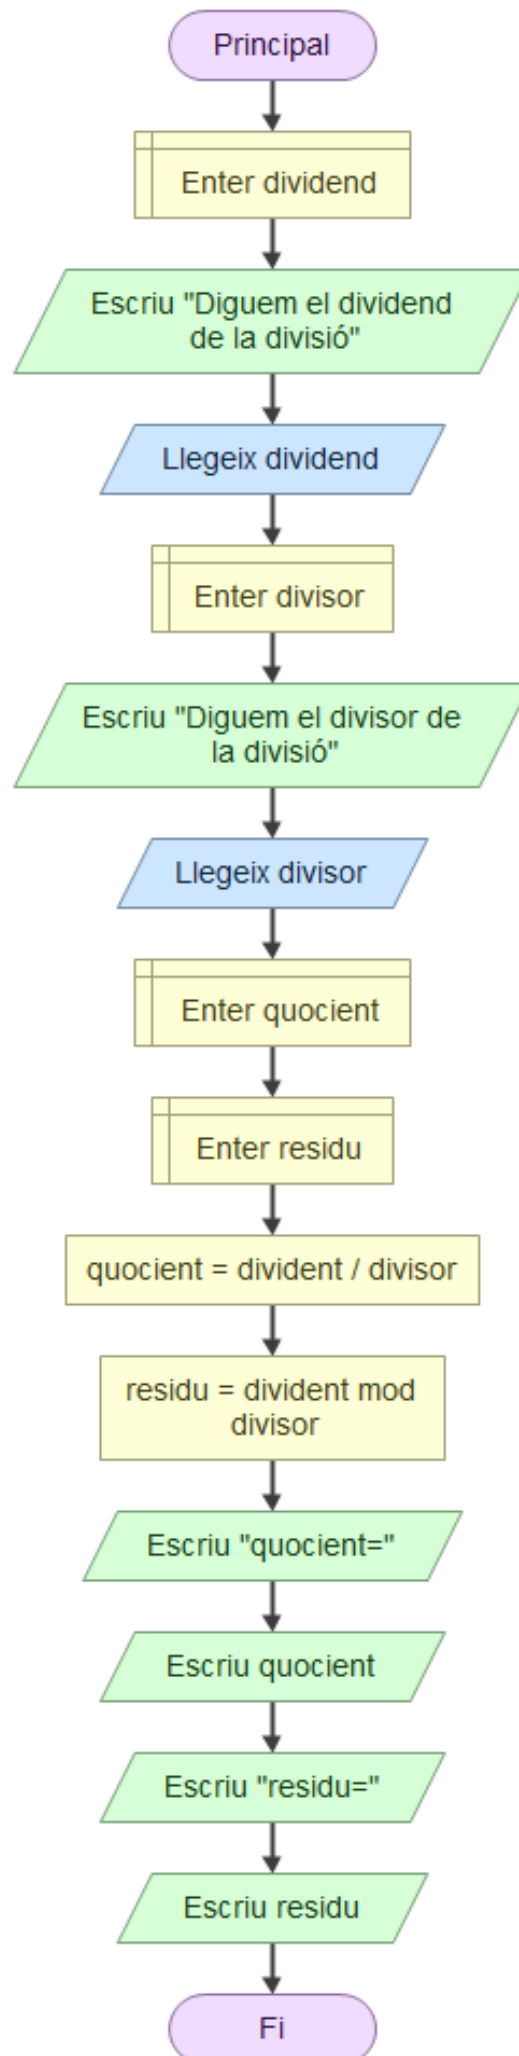 Principal
Enter dividend
Escriu "Diguem el dividend
de la divisió"
Llegeix dividend
Enter divisor
Escriu "Diguem el divisor de
la divisió"
Llegeix divisor
Enter quocient
Enter residu
quocient = divident / divisor
residu = divident mod
divisor
Escriu "quocient="
Escriu quocient
Escriu "residu="
Escriu residu
Fi